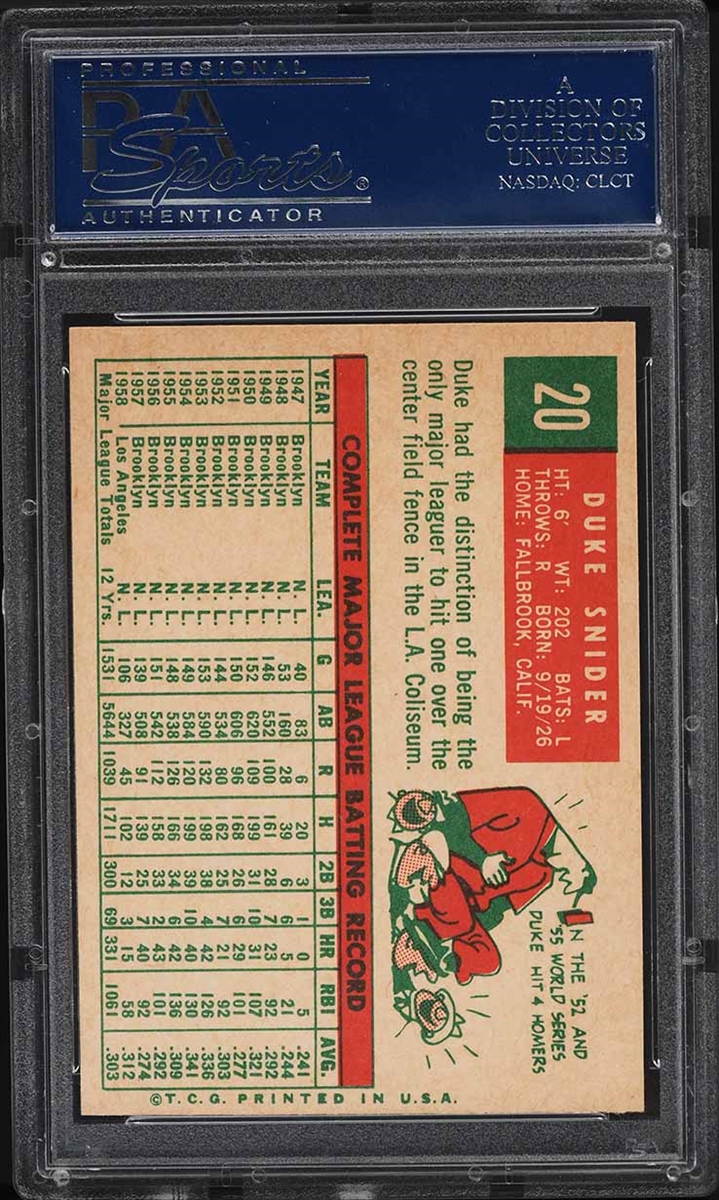 PROFESSIONAL
PSA
Sports®
AUTHENTICATOR
A
DIVISION OF
COLLECTORS
UNIVERSE
NASDAQ: CLCT
20
DUKE SNIDER
HT: 6' WT: 202 BATS: L
THROWS: R BORN: 9/19/26
HOME: FALLBROOK, CALIF.
Duke had the distinction of being the
only major leaguer to hit one over the
center field fence in the L.A. Coliseum.
IN THE '52 AND
'55 WORLD SERIES
DUKE HIT 4 HOMERS
COMPLETE MAJOR LEAGUE BATTING RECORD
YEAR TEAM LEA. G AB R H 2B 3B HR RBI AVG.
1947 Brooklyn N. L. 40 83 6 20 3 1 0 5 .241
1948 Brooklyn N. L. 53 160 28 39 6 6 5 21 .244
1949 Brooklyn N. L. 146 552 100 161 28 7 23 92 .292
1950 Brooklyn N. L. 152 620 109 199 31 10 31 107 .321
1951 Brooklyn N. L. 150 606 96 168 26 6 29 101 .277
1952 Brooklyn N. L. 144 534 80 162 25 2 21 92 .303
1953 Brooklyn N. L. 153 590 132 198 38 4 42 126 .336
1954 Brooklyn N. L. 149 584 120 199 39 10 40 130 .341
1955 Brooklyn N. L. 148 538 126 166 34 6 42 136 .309
1956 Brooklyn N. L. 151 542 112 158 33 2 43 101 .292
1957 Brooklyn N. L. 139 508 91 139 25 7 40 92 .274
1958 Los Angeles N. L. 106 327 45 102 12 3 15 58 .312
Major League Totals 12 Yrs. 1531 5644 1039 1711 300 331 1061 .303
©T.C.G. PRINTED IN U.S.A.